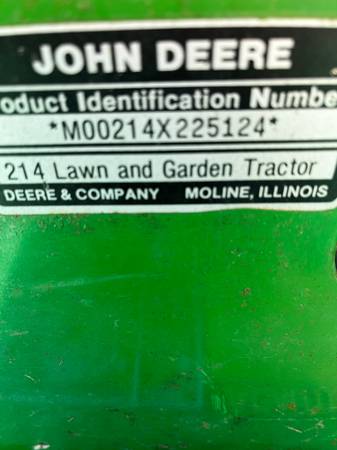 JOHN DEERE
oduct Identification Numbe
*M00214X225124*
214 Lawn and Garden Tractor
DEERE & COMPANY MOLINE, ILLINOIS